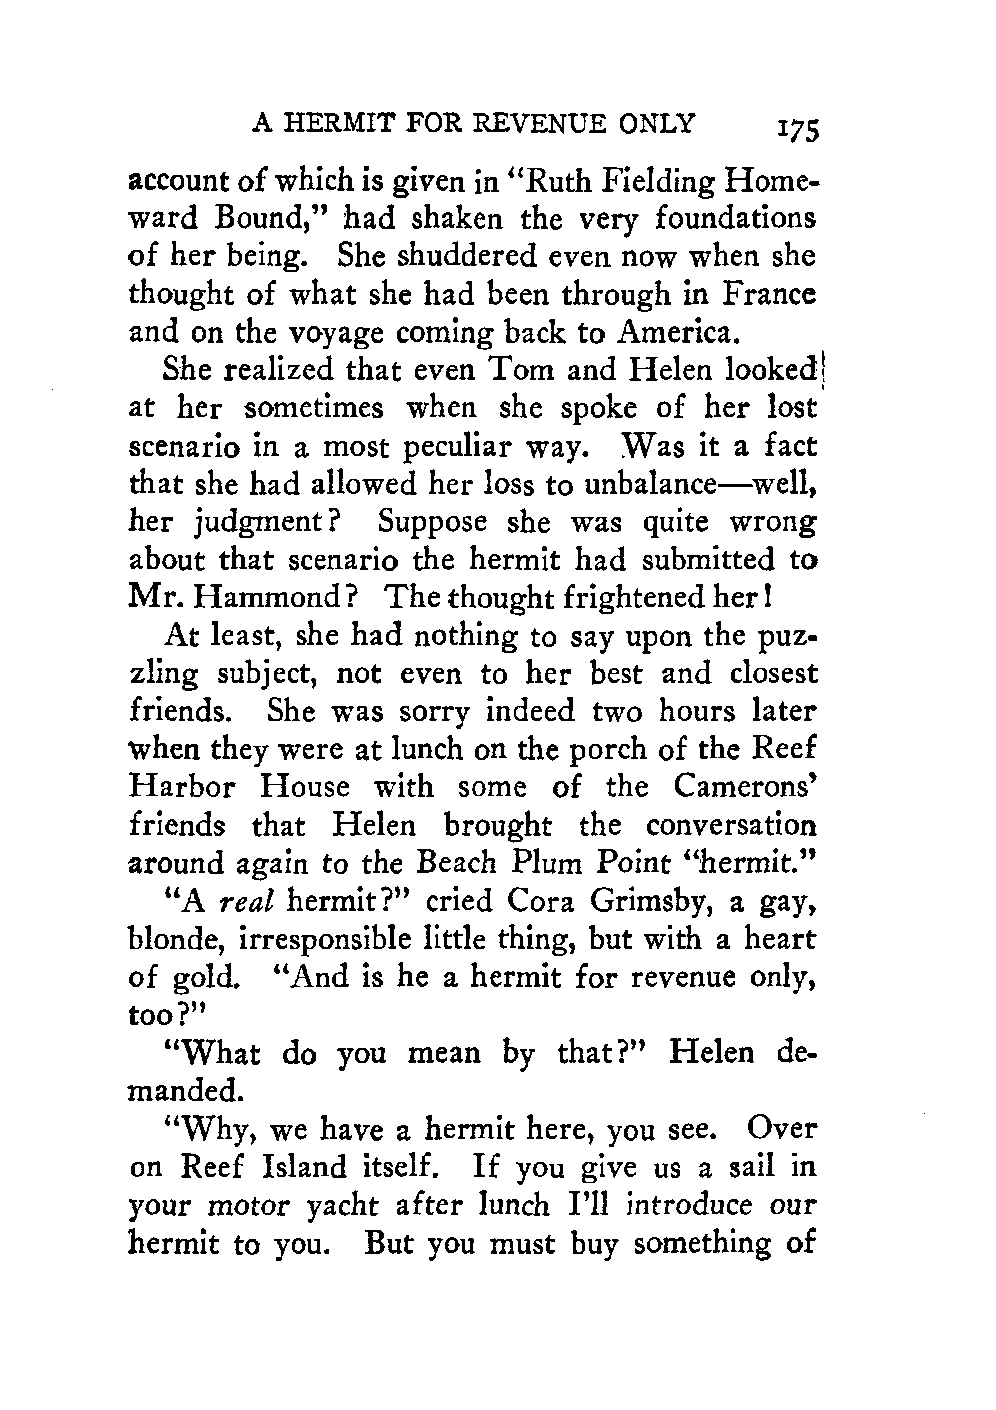 A HERMIT FOR REVENUE ONLY 175
account of which is given in “Ruth Fielding Home-
ward Bound,” had shaken the very foundations
of her being. She shuddered even now when she
thought of what she had been through in France
and on the voyage coming back to America.
She realized that even Tom and Helen looked
at her sometimes when she spoke of her lost
scenario in a most peculiar way. Was it a fact
that she had allowed her loss to unbalance—well,
her judgment? Suppose she was quite wrong
about that scenario the hermit had submitted to
Mr. Hammond? The thought frightened her!
At least, she had nothing to say upon the puz-
zling subject, not even to her best and closest
friends. She was sorry indeed two hours later
when they were at lunch on the porch of the Reef
Harbor House with some of the Camerons’
friends that Helen brought the conversation
around again to the Beach Plum Point “hermit.”
“A real hermit?” cried Cora Grimsby, a gay,
blonde, irresponsible little thing, but with a heart
of gold. “And is he a hermit for revenue only,
too?”
“What do you mean by that?” Helen de-
manded.
“Why, we have a hermit here, you see. Over
on Reef Island itself. If you give us a sail in
your motor yacht after lunch I’ll introduce our
hermit to you. But you must buy something of